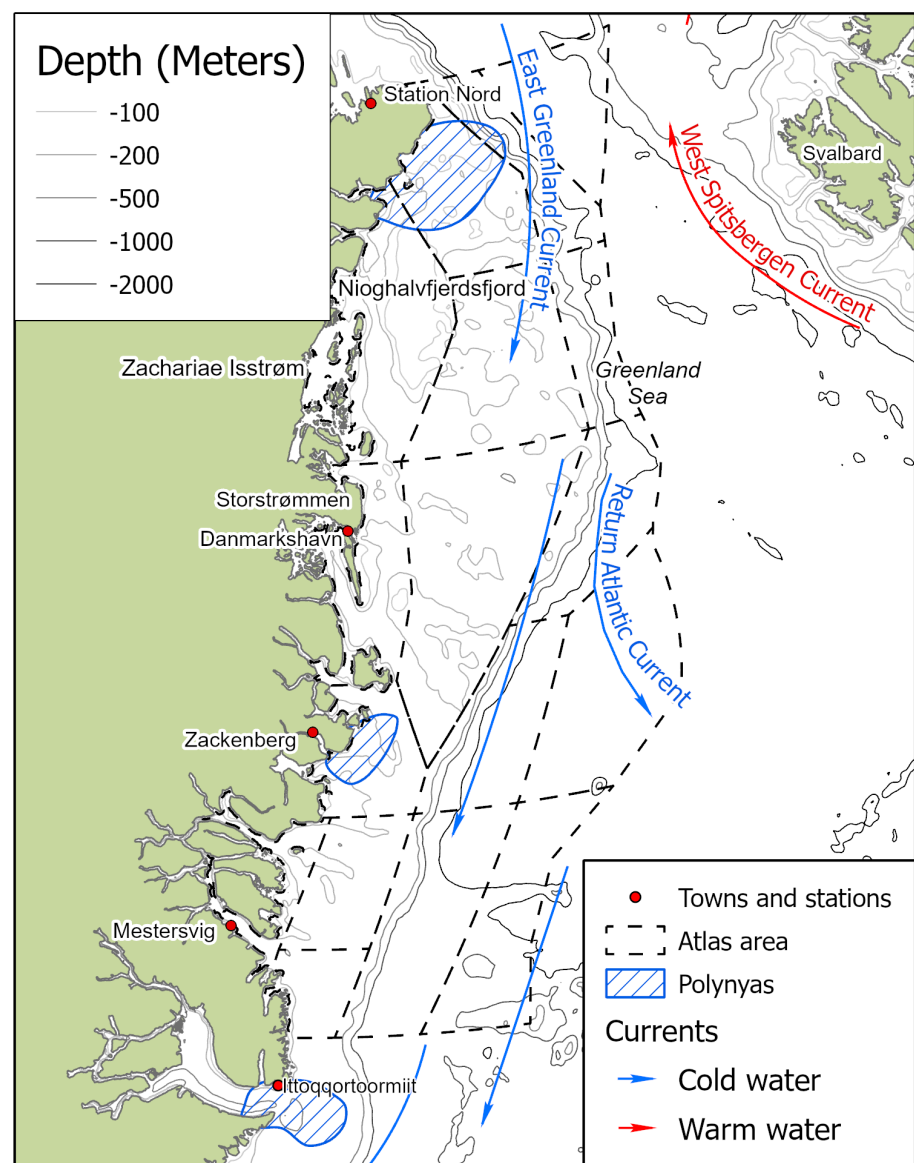 Depth (Meters)
-100
-200
-500
-1000
-2000
Station Nord
East Greenland Current
Svalbard
West Spitsbergen Current
Nioghalvfjerdsfjord
Zachariae Isstrøm
Greenland
Sea
Storstrømmen
Danmarkshavn
Return Atlantic Current
Zackenberg
Mestersvig
Ittoqqortoormiit
Towns and stations
Atlas area
Polynyas
Currents
Cold water
Warm water